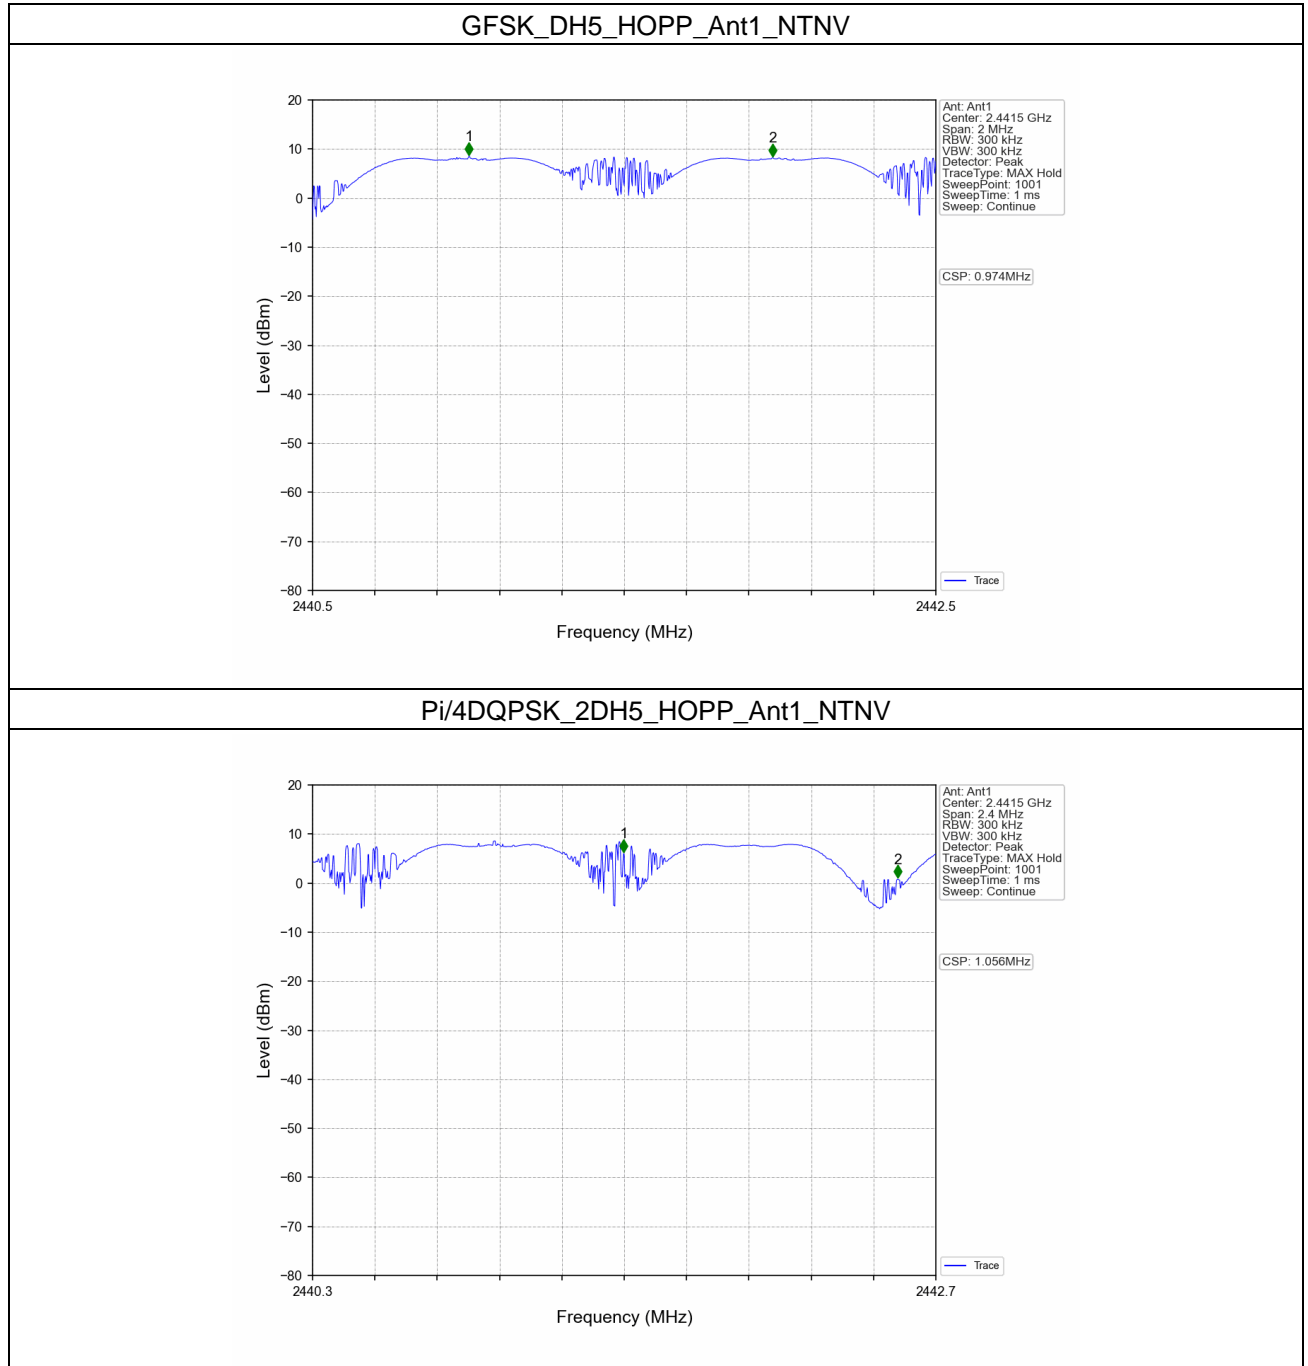 GFSK_DH5_HOPP_Ant1_NTNV
20
10
0
−10
−20
−30
−40
−50
−60
−70
−80
Level (dBm)
1
2
2440.5
2442.5
Frequency (MHz)
Ant: Ant1
Center: 2.4415 GHz
Span: 2 MHz
RBW: 300 kHz
VBW: 300 kHz
Detector: Peak
TraceType: MAX Hold
SweepPoint: 1001
SweepTime: 1 ms
Sweep: Continue
CSP: 0.974MHz
Trace
Pi/4DQPSK_2DH5_HOPP_Ant1_NTNV
20
10
0
−10
−20
−30
−40
−50
−60
−70
−80
Level (dBm)
1
2
2440.3
2442.7
Frequency (MHz)
Ant: Ant1
Center: 2.4415 GHz
Span: 2.4 MHz
RBW: 300 kHz
VBW: 300 kHz
Detector: Peak
TraceType: MAX Hold
SweepPoint: 1001
SweepTime: 1 ms
Sweep: Continue
CSP: 1.056MHz
Trace